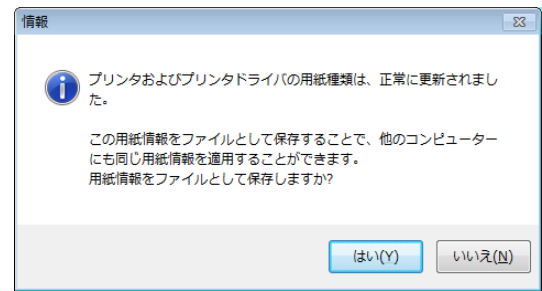 情報
プリンタおよびプリンタドライバの用紙種類は、正常に更新されまし
た。
この用紙情報をファイルとして保存することで、他のコンピューター
にも同じ用紙情報を適用することができます。
用紙情報をファイルとして保存しますか?
はい(Y)
いいえ(N)